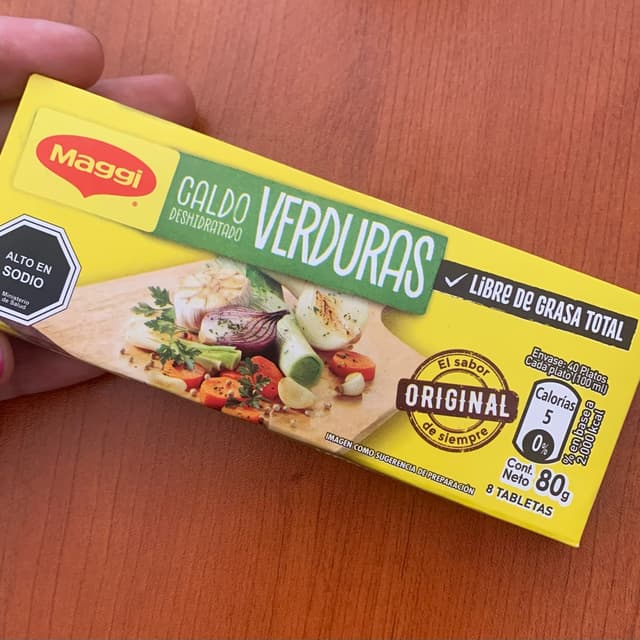 Maggi
CALDO
DESHIDRATADO
VERDURAS
LIBRE DE GRASA TOTAL
ALTO EN
SODIO
Ministerio
de Salud
El sabor
ORIGINAL
de siempre
Envase: 40 Platos
Cada plato (100 ml)
Calorías
5
0%
% en base a
2.000 kcal
Cont.
Neto 80g
8 TABLETAS
IMAGEN COMO SUGERENCIA DE PREPARACIÓN